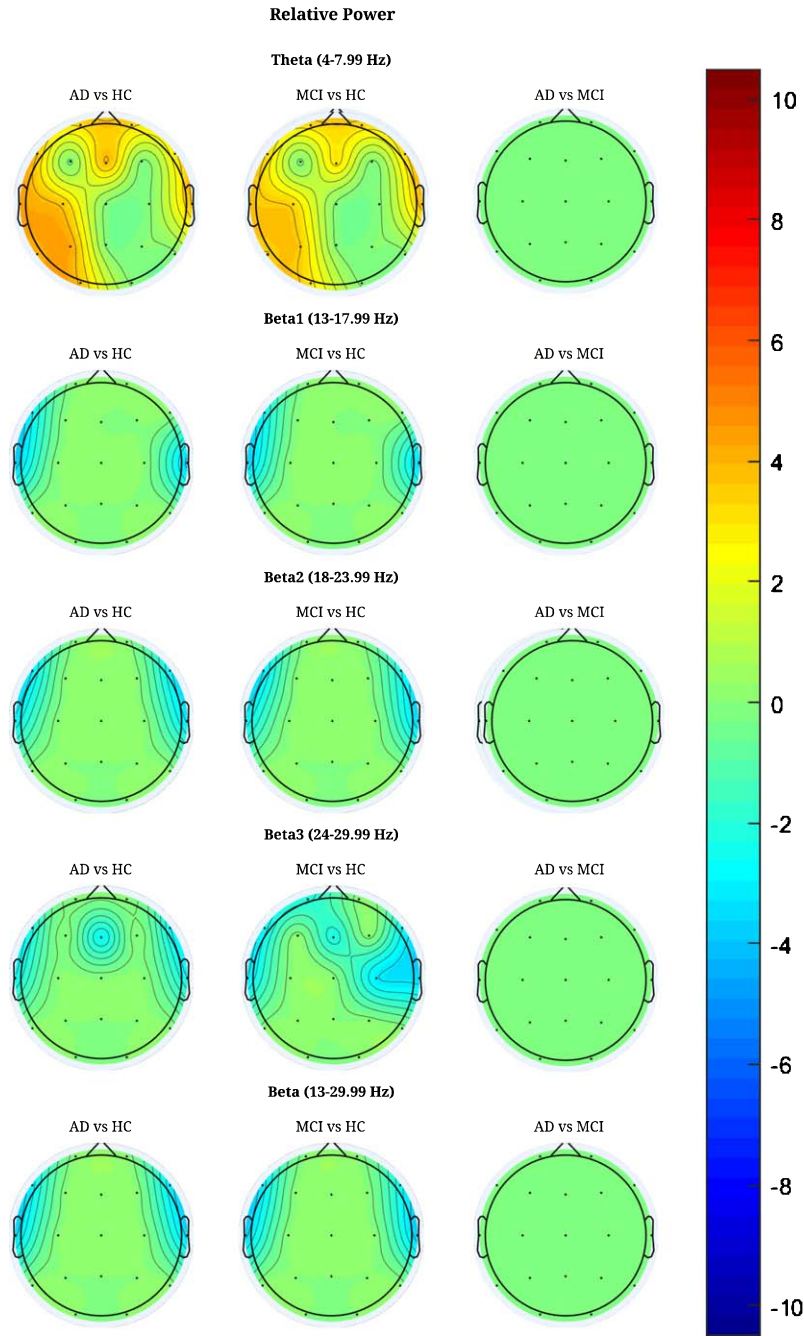 Relative Power
Theta (4-7.99 Hz)
AD vs HC
MCI vs HC
AD vs MCI
Beta1 (13-17.99 Hz)
AD vs HC
MCI vs HC
AD vs MCI
Beta2 (18-23.99 Hz)
AD vs HC
MCI vs HC
AD vs MCI
Beta3 (24-29.99 Hz)
AD vs HC
MCI vs HC
AD vs MCI
Beta (13-29.99 Hz)
AD vs HC
MCI vs HC
AD vs MCI
10
8
6
4
2
0
-2
-4
-6
-8
-10